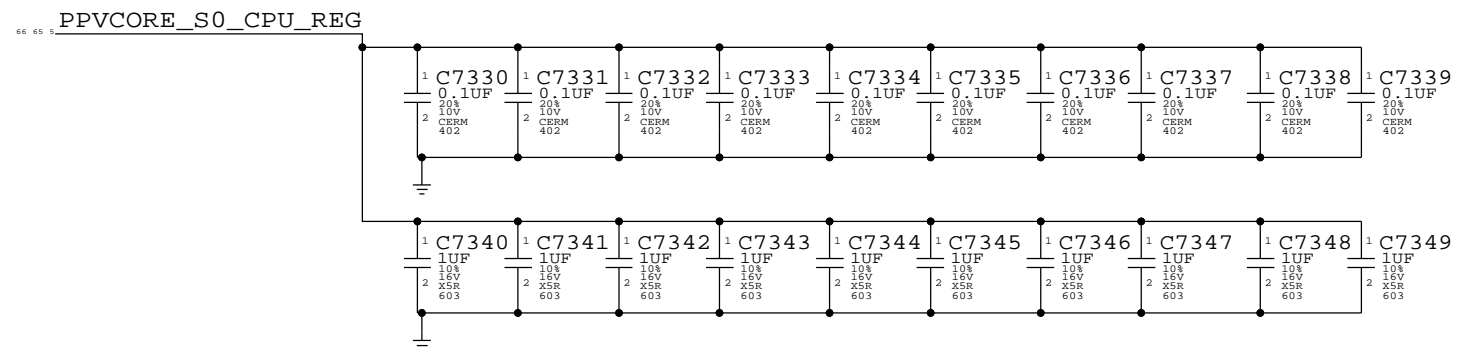 PPVCORE_S0_CPU_REG
66 65 5
1 C7330 1 C7331 1 C7332 1 C7333 1 C7334 1 C7335 1 C7336 1 C7337 1 C7338 1 C7339
0.1UF 0.1UF 0.1UF 0.1UF 0.1UF 0.1UF 0.1UF 0.1UF 0.1UF 0.1UF
20% 20% 20% 20% 20% 20% 20% 20% 20% 20%
10V 10V 10V 10V 10V 10V 10V 10V 10V 10V
2 CERM 2 CERM 2 CERM 2 CERM 2 CERM 2 CERM 2 CERM 2 CERM 2 CERM 2 CERM
402 402 402 402 402 402 402 402 402 402
1 C7340 1 C7341 1 C7342 1 C7343 1 C7344 1 C7345 1 C7346 1 C7347 1 C7348 1 C7349
1UF 1UF 1UF 1UF 1UF 1UF 1UF 1UF 1UF 1UF
10% 10% 10% 10% 10% 10% 10% 10% 10% 10%
16V 16V 16V 16V 16V 16V 16V 16V 16V 16V
2 X5R 2 X5R 2 X5R 2 X5R 2 X5R 2 X5R 2 X5R 2 X5R 2 X5R 2 X5R
603 603 603 603 603 603 603 603 603 603